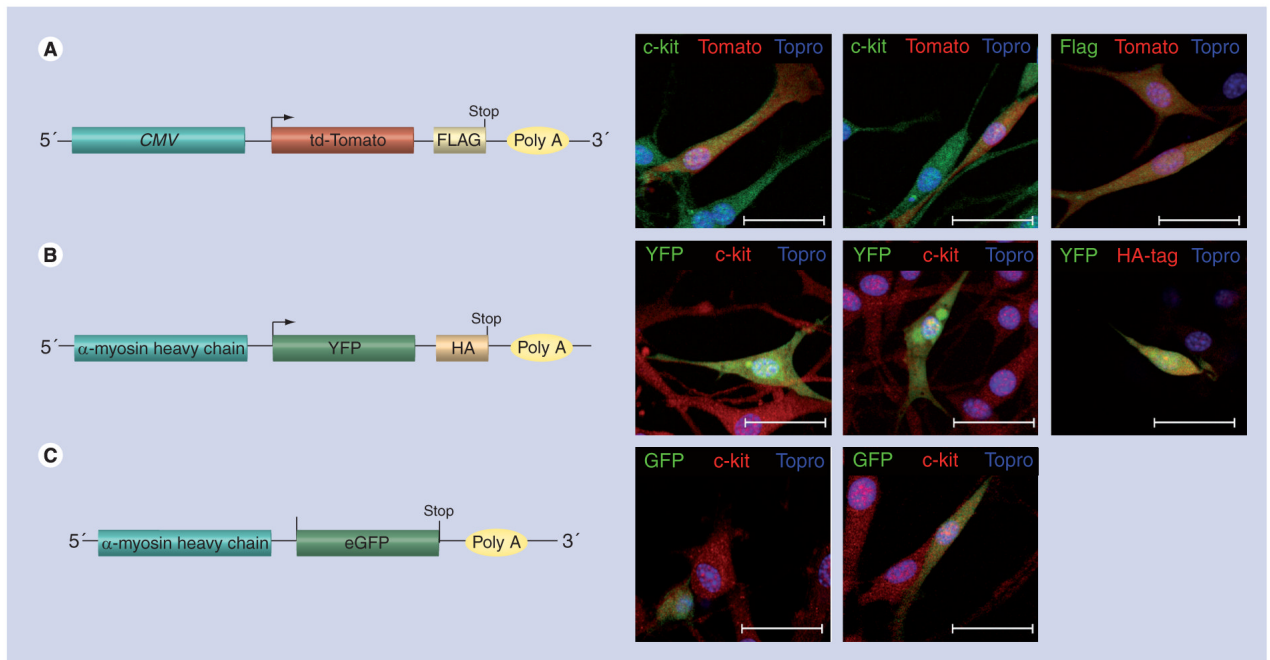 A
5´ CMV td-Tomato FLAG Stop Poly A 3´
c-kit Tomato Topro
c-kit Tomato Topro
Flag Tomato Topro
B
5´ α-myosin heavy chain YFP HA Stop Poly A
YFP c-kit Topro
YFP c-kit Topro
YFP HA-tag Topro
C
5´ α-myosin heavy chain eGFP Stop Poly A 3´
GFP c-kit Topro
GFP c-kit Topro